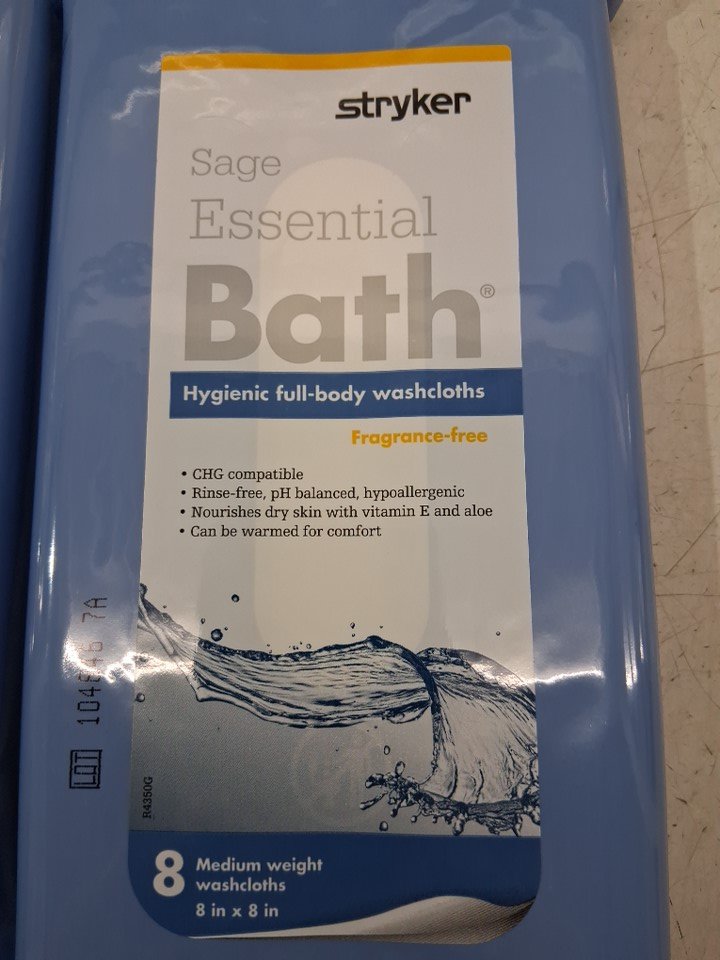 stryker
Sage
Essential
Bath®
Hygienic full-body washcloths
Fragrance-free
• CHG compatible
• Rinse-free, pH balanced, hypoallergenic
• Nourishes dry skin with vitamin E and aloe
• Can be warmed for comfort
LOT 7A
R4350G
8 Medium weight
washcloths
8 in x 8 in